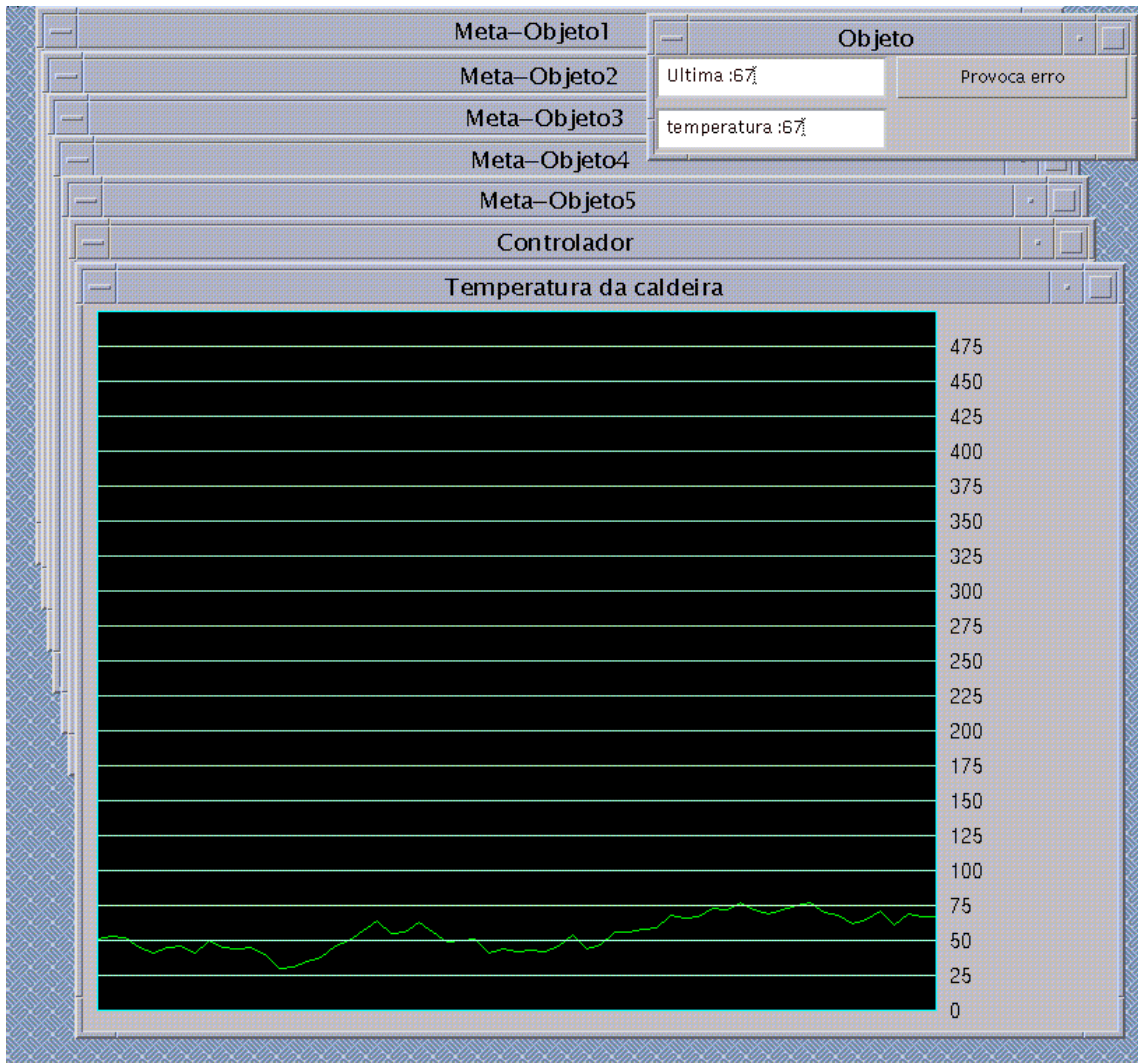 Meta–Objeto1
Objeto
Ultima :67
Provoca erro
temperatura :67
Meta–Objeto2
Meta–Objeto3
Meta–Objeto4
Meta–Objeto5
Controlador
Temperatura da caldeira
475
450
425
400
375
350
325
300
275
250
225
200
175
150
125
100
75
50
25
0